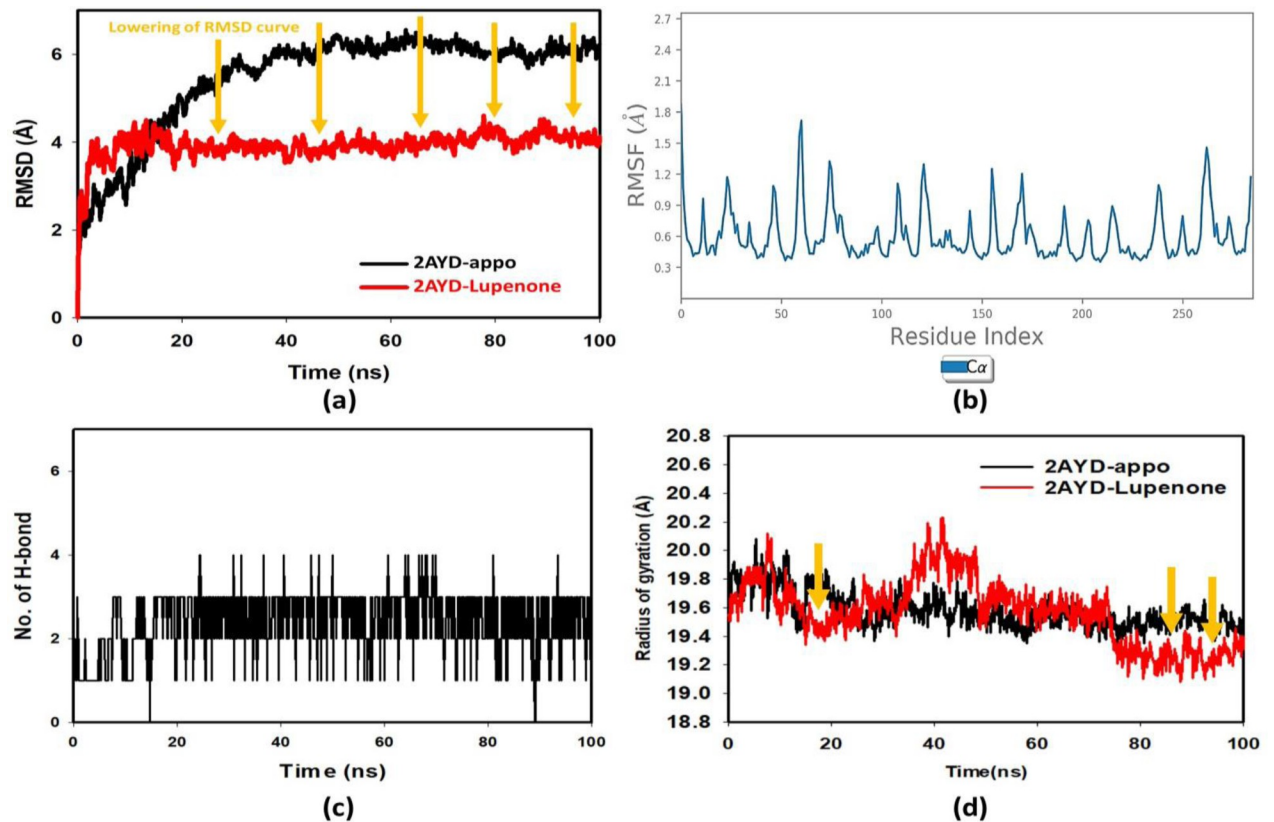 Lowering of RMSD curve
6
4
2
0
RMSD (Å)
2AYD-appo
2AYD-Lupenone
0 20 40 60 80 100
Time (ns)
(a)
2.7
2.4
2.1
1.8
1.5
1.2
0.9
0.6
0.3
RMSF (Å)
0 50 100 150 200 250
Residue Index
Cα
(b)
6
4
2
0
No. of H-bond
0 20 40 60 80 100
Time (ns)
(c)
20.8
20.6
20.4
20.2
20.0
19.8
19.6
19.4
19.2
19.0
18.8
Radius of gyration (Å)
2AYD-appo
2AYD-Lupenone
0 20 40 60 80 100
Time(ns)
(d)